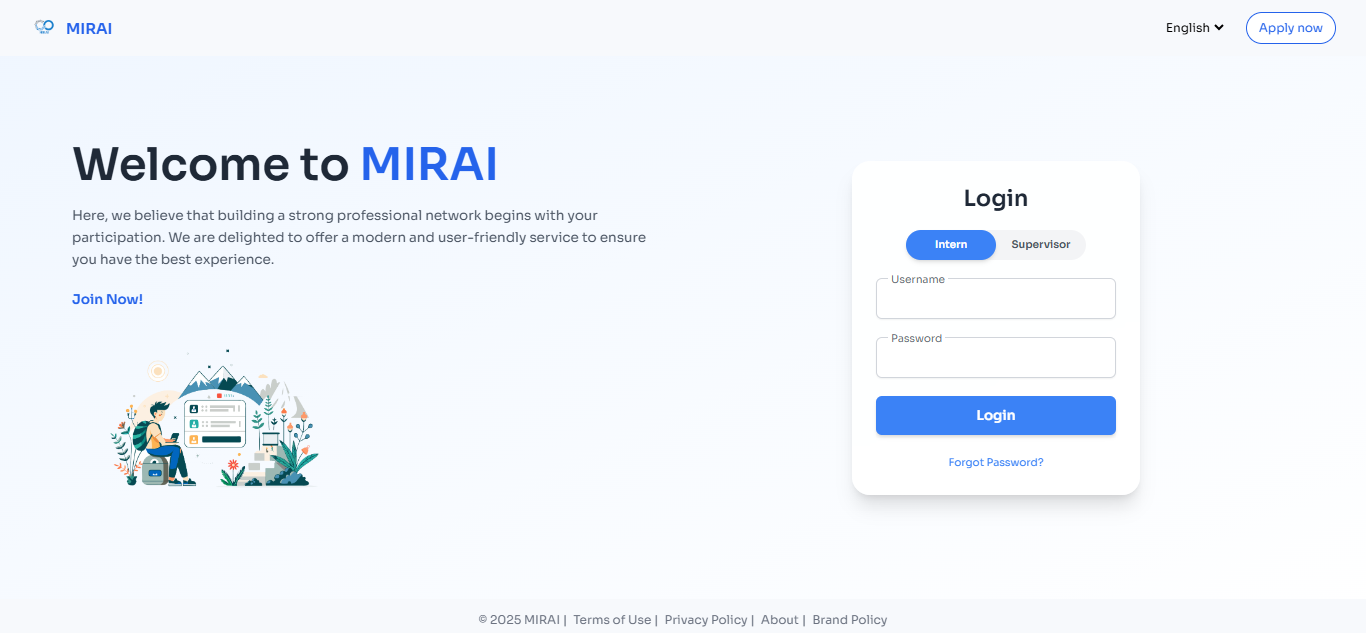 MIRAI
English
Apply now
Welcome to MIRAI
Here, we believe that building a strong professional network begins with your
participation. We are delighted to offer a modern and user-friendly service to ensure
you have the best experience.
Join Now!
Login
Intern
Supervisor
Username
Password
Login
Forgot Password?
© 2025 MIRAI | Terms of Use | Privacy Policy | About | Brand Policy